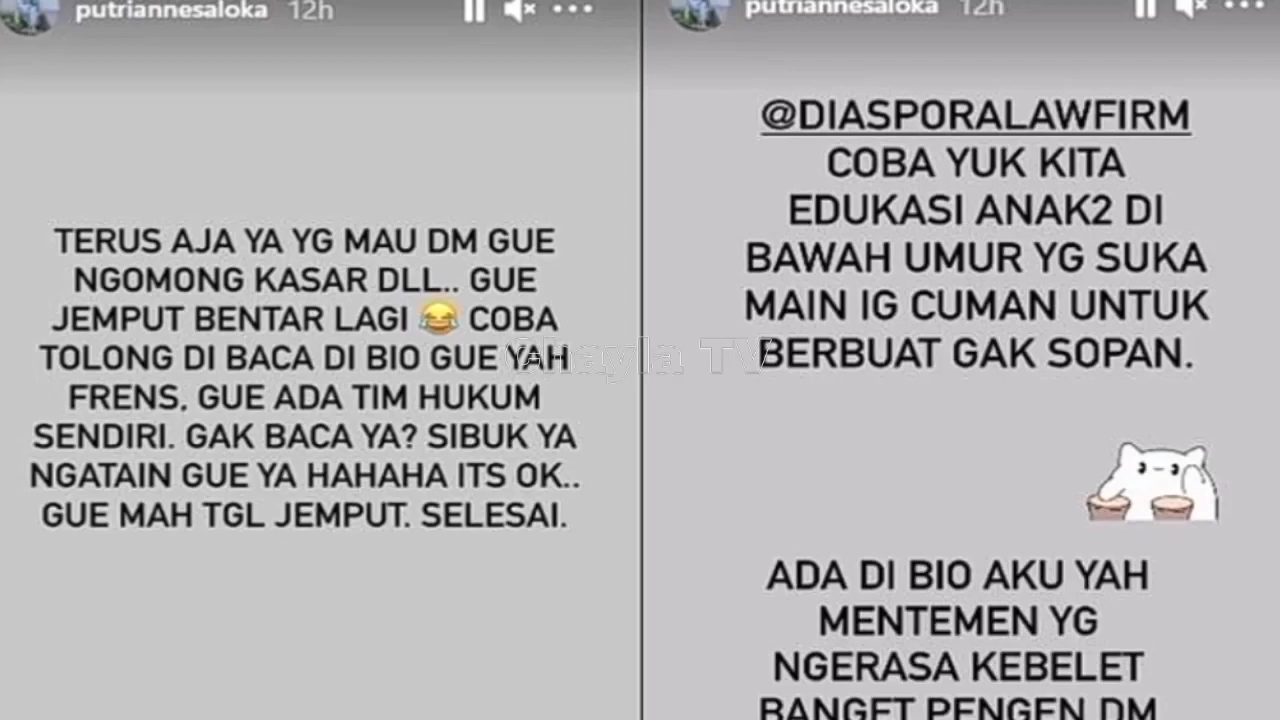 putriannesaloka 12h
TERUS AJA YA YG MAU DM GUE
NGOMONG KASAR DLL.. GUE
JEMPUT BENTAR LAGI 😂 COBA
TOLONG DI BACA DI BIO GUE YAH
FRENS, GUE ADA TIM HUKUM
SENDIRI. GAK BACA YA? SIBUK YA
NGATAIN GUE YA HAHAHA ITS OK..
GUE MAH TGL JEMPUT. SELESAI.
putriannesaloka 12h
@DIASPORALAWFIRM
COBA YUK KITA
EDUKASI ANAK2 DI
BAWAH UMUR YG SUKA
MAIN IG CUMAN UNTUK
BERBUAT GAK SOPAN.
ADA DI BIO AKU YAH
MENTEMEN YG
NGERASA KEBELET
BANGET PENGEN DM
TV